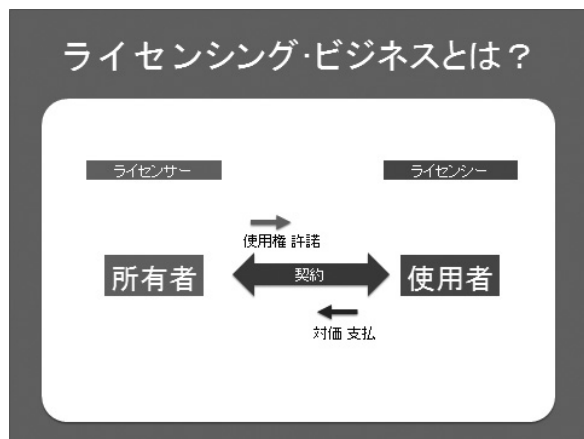 ライセンシング・ビジネスとは？
ライセンサー
ライセンシー
使用権 許諾
所有者
契約
使用者
対価 支払